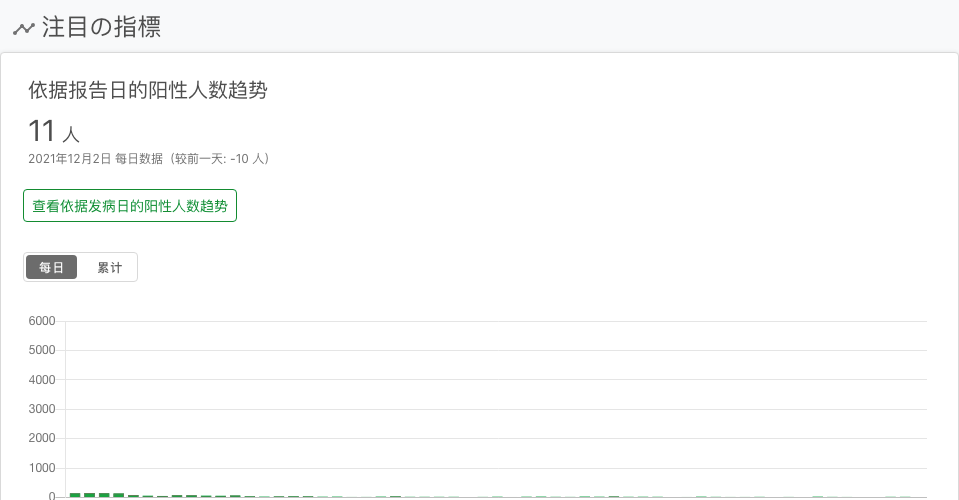 注目の指標
依据报告日的阳性人数趋势
11 人
2021年12月2日 每日数据（较前一天: -10 人）
查看依据发病日的阳性人数趋势
每日 累计
6000
5000
4000
3000
2000
1000
0